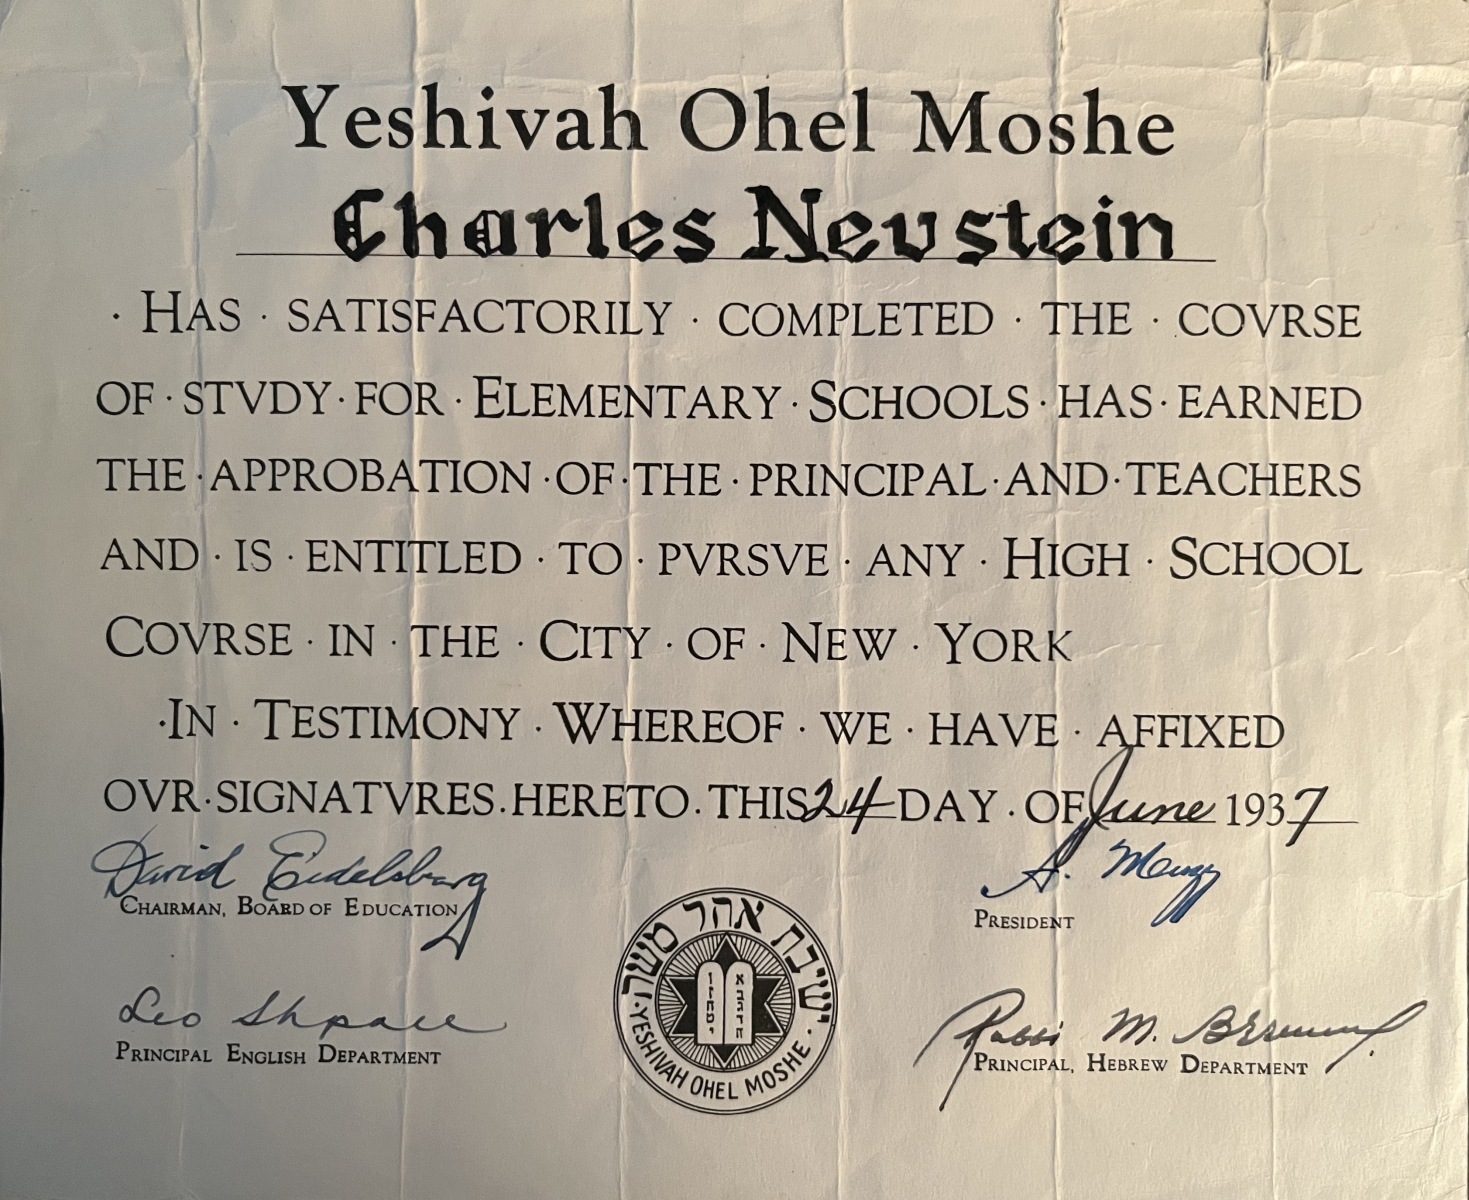 Yeshivah Ohel Moshe
Charles Neustein
· HAS · SATISFACTORILY · COMPLETED · THE · COVRSE
OF · STVDY · FOR · ELEMENTARY · SCHOOLS · HAS · EARNED
THE · APPROBATION · OF · THE · PRINCIPAL · AND · TEACHERS
AND · IS · ENTITLED · TO · PVRSVE · ANY · HIGH · SCHOOL
COVRSE · IN · THE · CITY · OF · NEW · YORK
·IN · TESTIMONY · WHEREOF · WE · HAVE · AFFIXED
OVR·SIGNATVRES.HERETO.THIS 24 DAY . OF June 1937
David Eidelsberg
CHAIRMAN, BOARD OF EDUCATION
A.
PRESIDENT
ישיבת אהל משה
·YESHIVAH OHEL MOSHE·
Leo
PRINCIPAL ENGLISH DEPARTMENT
Rabbi M.
PRINCIPAL, HEBREW DEPARTMENT